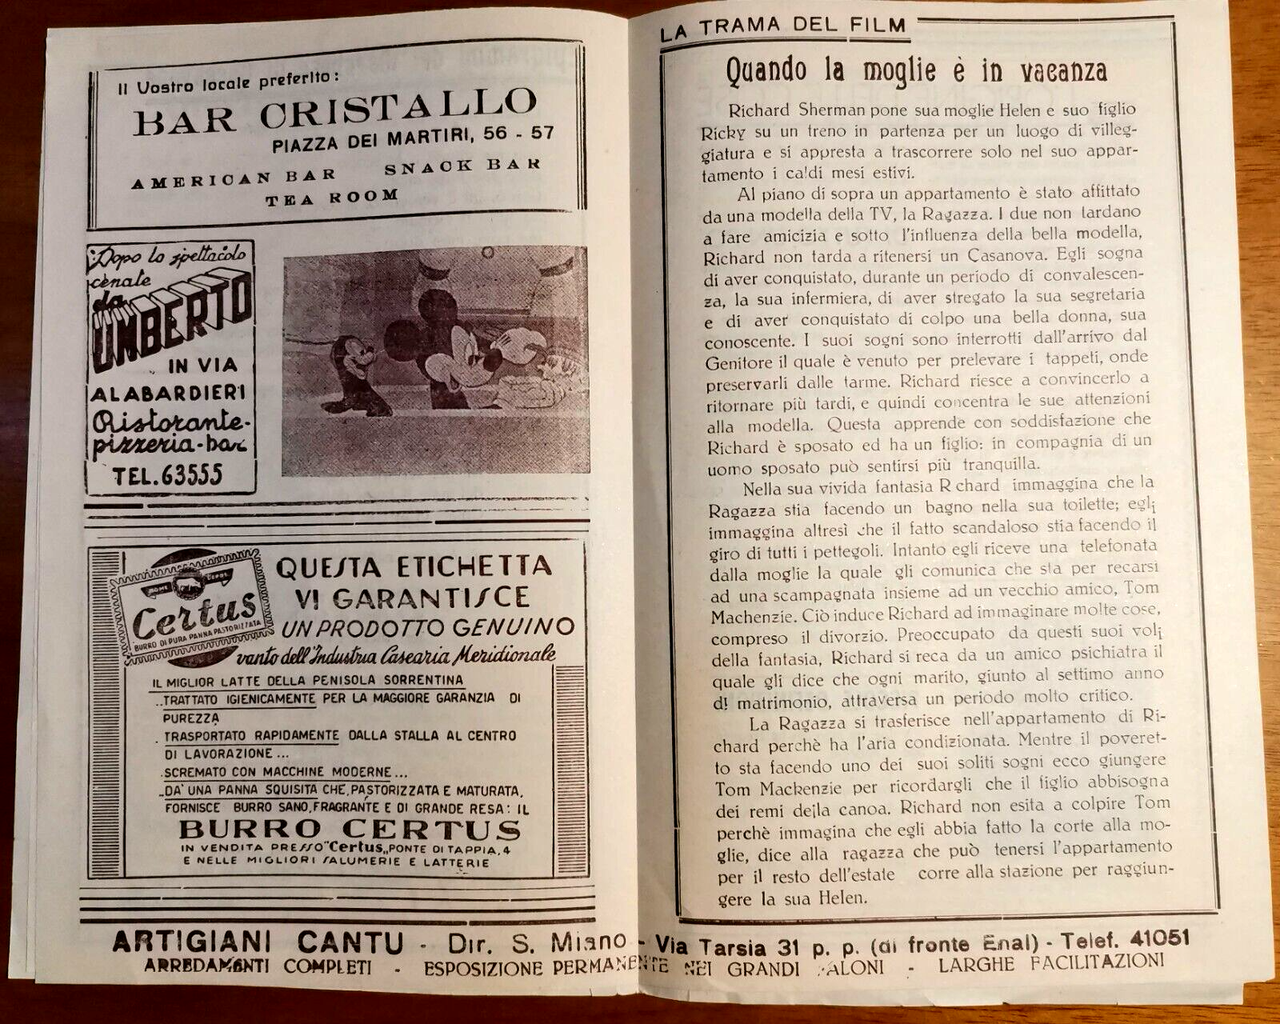 Il Vostro locale preferito:
BAR CRISTALLO
PIAZZA DEI MARTIRI, 56 - 57
AMERICAN BAR SNACK BAR
TEA ROOM
Dopo lo spettacolo
cenate
da
UMBERTO
IN VIA
ALABARDIERI
Ristorante-
pizzeria-bar
TEL. 63555
Certus
BURRO DI PURA PANNA PASTORIZZATA
QUESTA ETICHETTA
VI GARANTISCE
UN PRODOTTO GENUINO
vanto dell'Industria Casearia Meridionale
IL MIGLIOR LATTE DELLA PENISOLA SORRENTINA
..TRATTATO IGIENICAMENTE PER LA MAGGIORE GARANZIA DI
PUREZZA
TRASPORTATO RAPIDAMENTE DALLA STALLA AL CENTRO
DI LAVORAZIONE...
SCREMATO CON MACCHINE MODERNE...
..DA' UNA PANNA SQUISITA CHE, PASTORIZZATA E MATURATA,
FORNISCE BURRO SANO, FRAGRANTE E DI GRANDE RESA: IL
BURRO CERTUS
IN VENDITA PRESSO "Certus„ PONTE DI TAPPIA, 4
E NELLE MIGLIORI SALUMERIE E LATTERIE
LA TRAMA DEL FILM
Quando la moglie è in vacanza
Richard Sherman pone sua moglie Helen e suo figlio
Ricky su un treno in partenza per un luogo di villeg-
giatura e si appresta a trascorrere solo nel suo appar-
tamento i caldi mesi estivi.
Al piano di sopra un appartamento è stato affittato
da una modella della TV, la Ragazza. I due non tardano
a fare amicizia e sotto l'influenza della bella modella,
Richard non tarda a ritenersi un Casanova. Egli sogna
di aver conquistato, durante un periodo di convalescen-
za, la sua infermiera, di aver stregato la sua segretaria
e di aver conquistato di colpo una bella donna, sua
conoscente. I suoi sogni sono interrotti dall'arrivo dal
Genitore il quale è venuto per prelevare i tappeti, onde
preservarli dalle tarme. Richard riesce a convincerlo a
ritornare più tardi, e quindi concentra le sue attenzioni
alla modella. Questa apprende con soddisfazione che
Richard è sposato ed ha un figlio: in compagnia di un
uomo sposato può sentirsi più tranquilla.
Nella sua vivida fantasia R chard immaggina che la
Ragazza stia facendo un bagno nella sua toilette; egli
immaggina altresì che il fatto scandaloso stia facendo il
giro di tutti i pettegoli. Intanto egli riceve una telefonata
dalla moglie la quale gli comunica che sta per recarsi
ad una scampagnata insieme ad un vecchio amico, Tom
Machenzie. Ciò induce Richard ad immaginare molte cose,
compreso il divorzio. Preoccupato da questi suoi voli
della fantasia, Richard si reca da un amico psichiatra il
quale gli dice che ogni marito, giunto al settimo anno
di matrimonio, attraversa un periodo molto critico.
La Ragazza si trasferisce nell'appartamento di Ri-
chard perchè ha l'aria condizionata. Mentre il poveret-
to sta facendo uno dei suoi soliti sogni ecco giungere
Tom Mackenzie per ricordargli che il figlio abbisogna
dei remi della canoa. Richard non esita a colpire Tom
perchè immagina che egli abbia fatto la corte alla mo-
glie, dice alla ragazza che può tenersi l'appartamento
per il resto dell'estate corre alla stazione per raggiun-
gere la sua Helen.
ARTIGIANI CANTU - Dir. S. Miano - Via Tarsia 31 p. p. (di fronte Enal) - Telef. 41051
ARREDAMENTI COMPLETI - ESPOSIZIONE PERMANENTE NEI GRANDI SALONI - LARGHE FACILITAZIONI